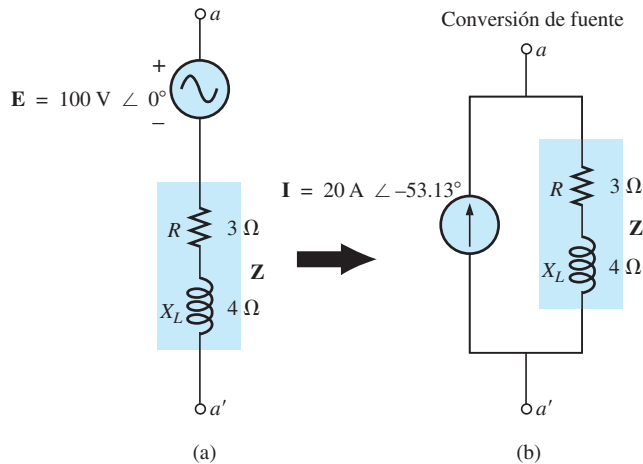 Conversión de fuente
a
+
E = 100 V ∠ 0°
−
R
3 Ω
Z
X_L
4 Ω
a′
(a)
a
I = 20 A ∠ −53.13°
R
3 Ω
Z
X_L
4 Ω
a′
(b)